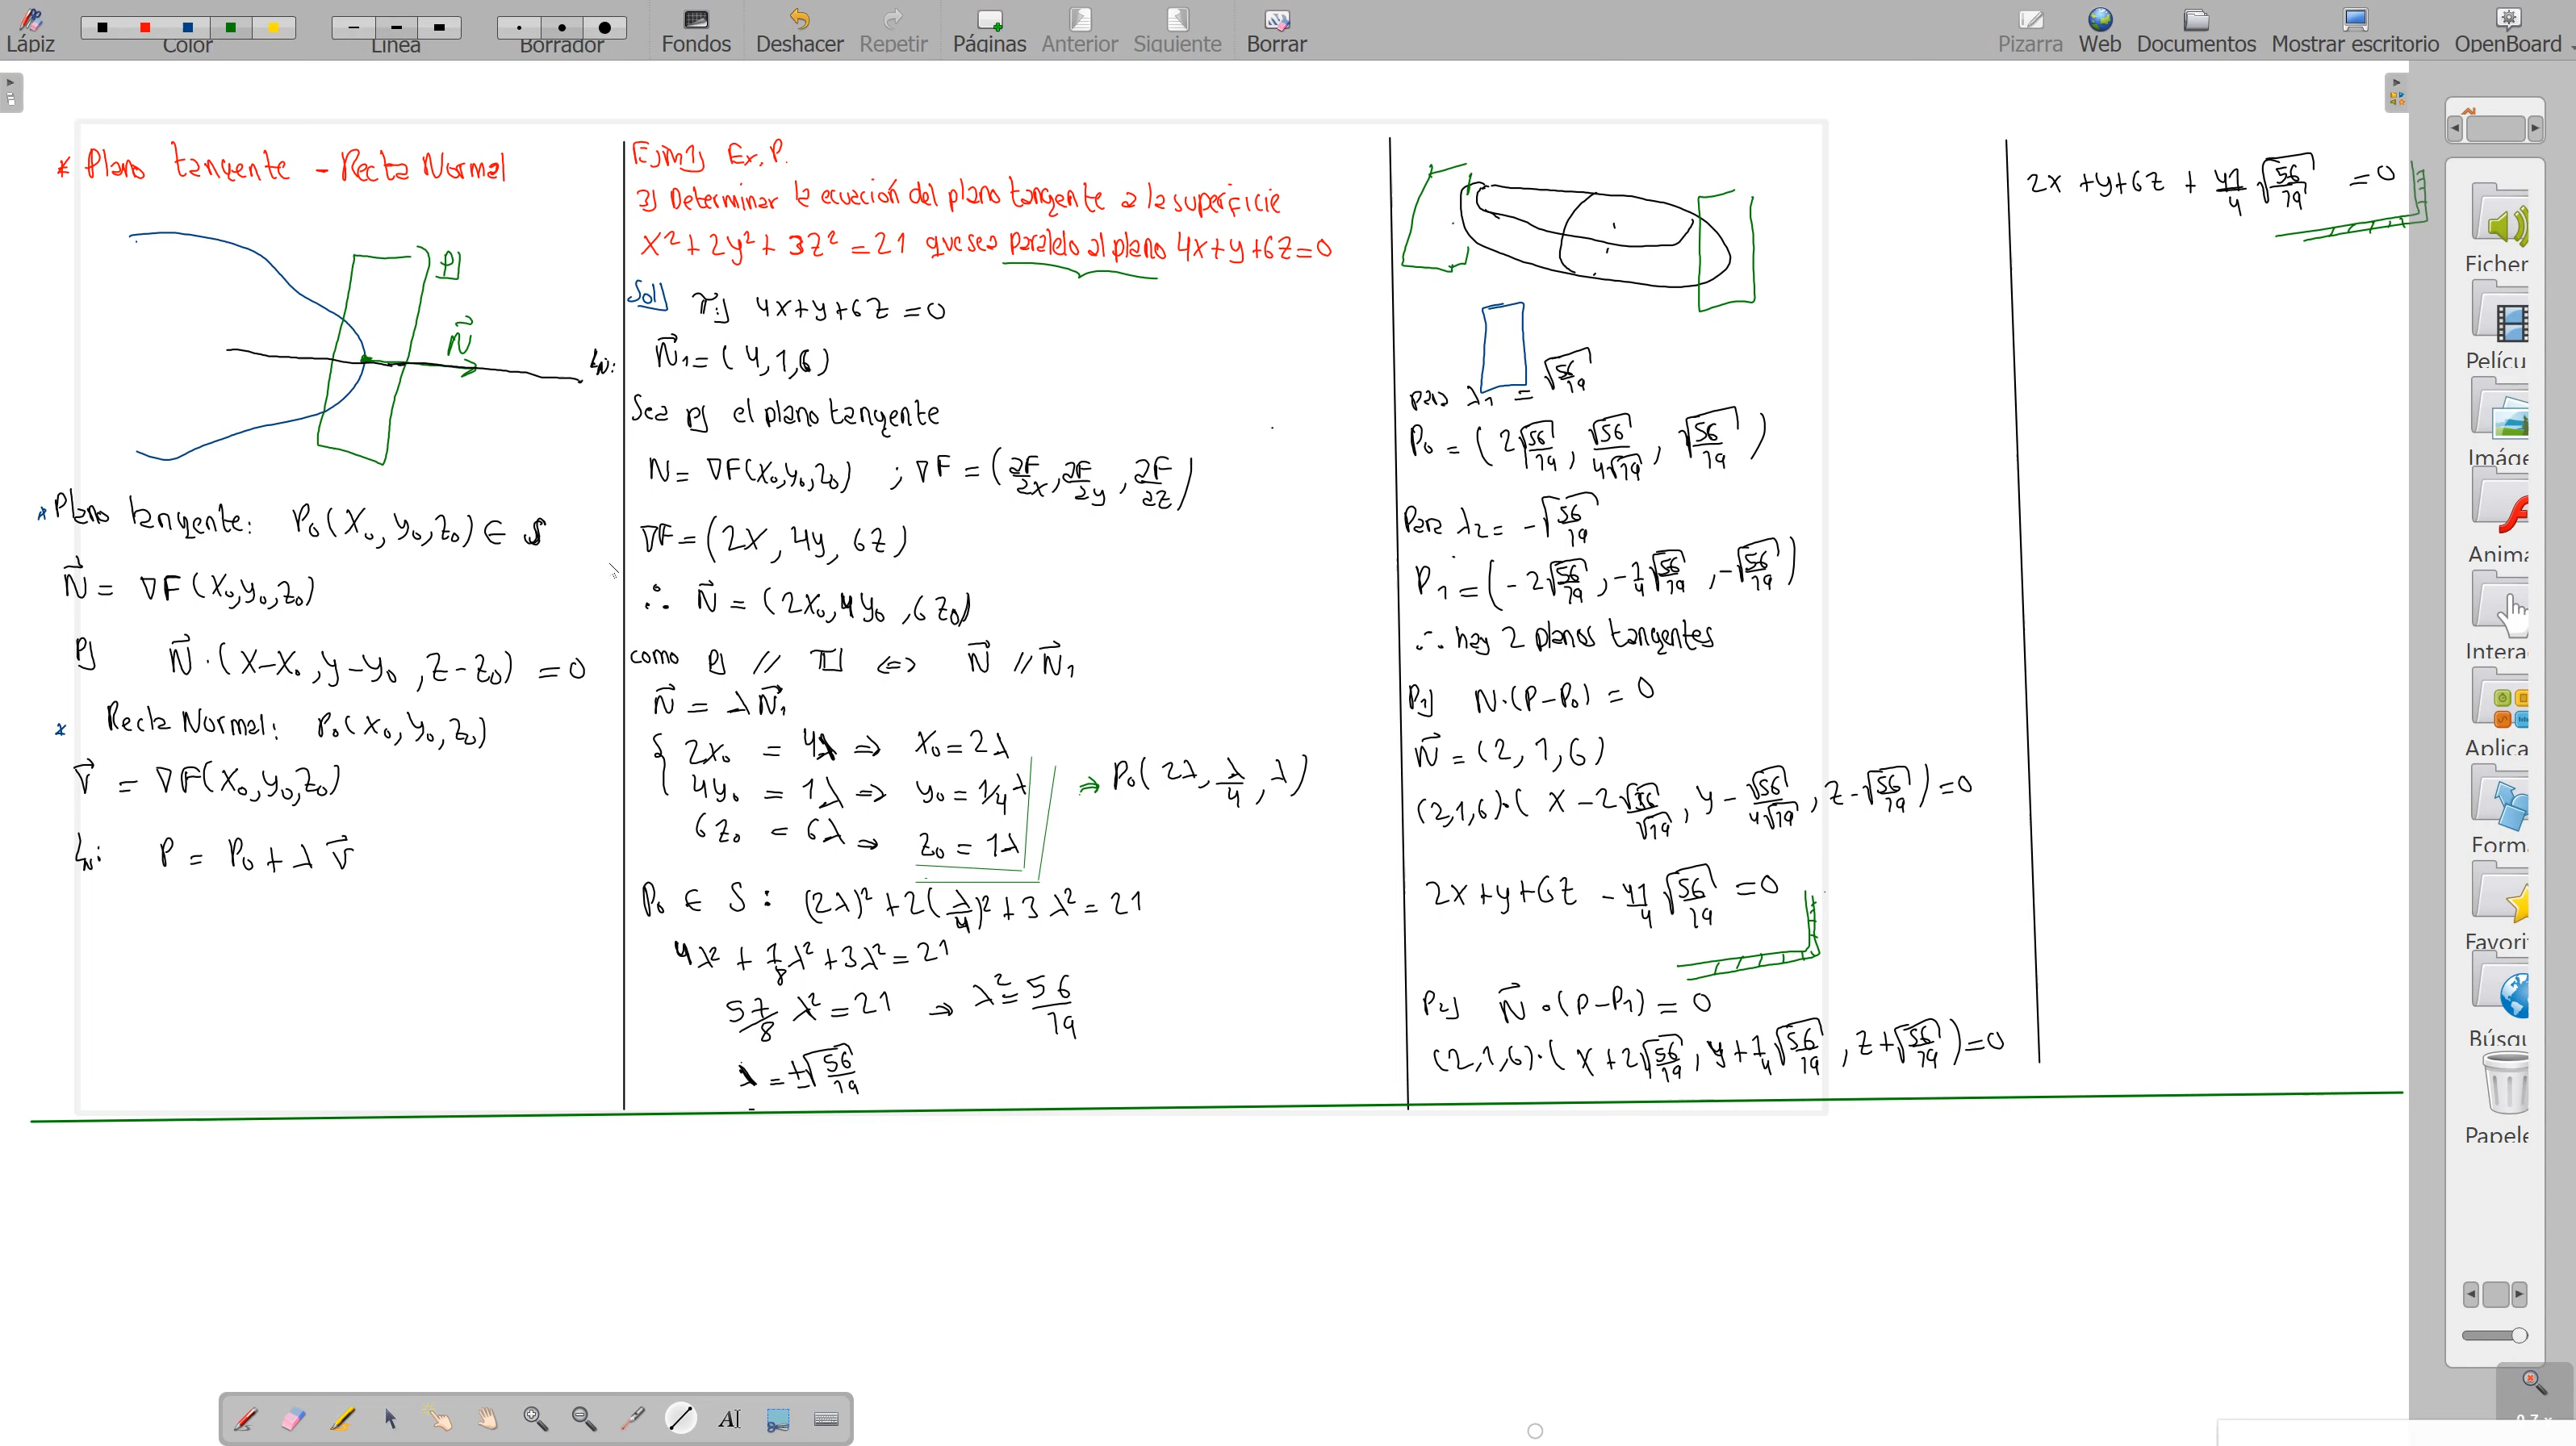 Lápiz
Color
Línea
Borrador
Fondos
Deshacer
Repetir
Páginas
Anterior
Siguiente
Borrar
Pizarra
Web
Documentos
Mostrar escritorio
OpenBoard
* Plano tangente - Recta Normal
P]
N⃗
L_N:
* Plano tangente: P₀(x₀, y₀, z₀) ∈ S
N⃗ = ∇F(x₀, y₀, z₀)
P] N⃗ · (x-x₀, y-y₀, z-z₀) = 0
* Recta Normal: P₀(x₀, y₀, z₀)
v⃗ = ∇F(x₀, y₀, z₀)
L_N: P = P₀ + λ v⃗
Ejm1] Ex. P.
3) Determinar la ecuación del plano tangente a la superficie
x² + 2y² + 3z² = 21 que sea paralelo al plano 4x+y+6z=0
Sol] π:] 4x+y+6z = 0
N⃗₁ = (4, 1, 6)
Sea P] el plano tangente
N = ∇F(x₀, y₀, z₀) ; ∇F = (∂F/∂x, ∂F/∂y, ∂F/∂z)
∇F = (2x, 4y, 6z)
∴ N⃗ = (2x₀, 4y₀, 6z₀)
como P] // π] ⇔ N⃗ // N⃗₁
N⃗ = λN⃗₁
{ 2x₀ = 4λ ⇒ x₀ = 2λ
4y₀ = 1λ ⇒ y₀ = 1/4 λ ⇒ P₀(2λ, λ/4, λ)
6z₀ = 6λ ⇒ z₀ = 1λ
P₀ ∈ S : (2λ)² + 2(λ/4)² + 3λ² = 21
4λ² + 1/8 λ² + 3λ² = 21
57/8 λ² = 21 ⇒ λ² = 56/19
λ = ±√(56/19)
para λ₁ = √(56/19)
P₀ = (2√(56/19), √56/(4√19), √(56/19))
Para λ₂ = -√(56/19)
P₁ = (-2√(56/19), -1/4 √(56/19), -√(56/19))
∴ hay 2 planos tangentes
P₁] N·(P-P₀) = 0
N⃗ = (2, 1, 6)
(2,1,6)·(x - 2√56/√19, y - √56/(4√19), z - √(56/19)) = 0
2x+y+6z - 41/4 √(56/19) = 0
P₂] N⃗ · (P-P₁) = 0
(2,1,6)·(x + 2√(56/19), y + 1/4 √(56/19), z + √(56/19)) = 0
2x + y + 6z + 41/4 √(56/19) = 0
Ficher
Pelícu
Imáge
Anima
Intera
Aplica
Form
Favori
Búsqu
Papele